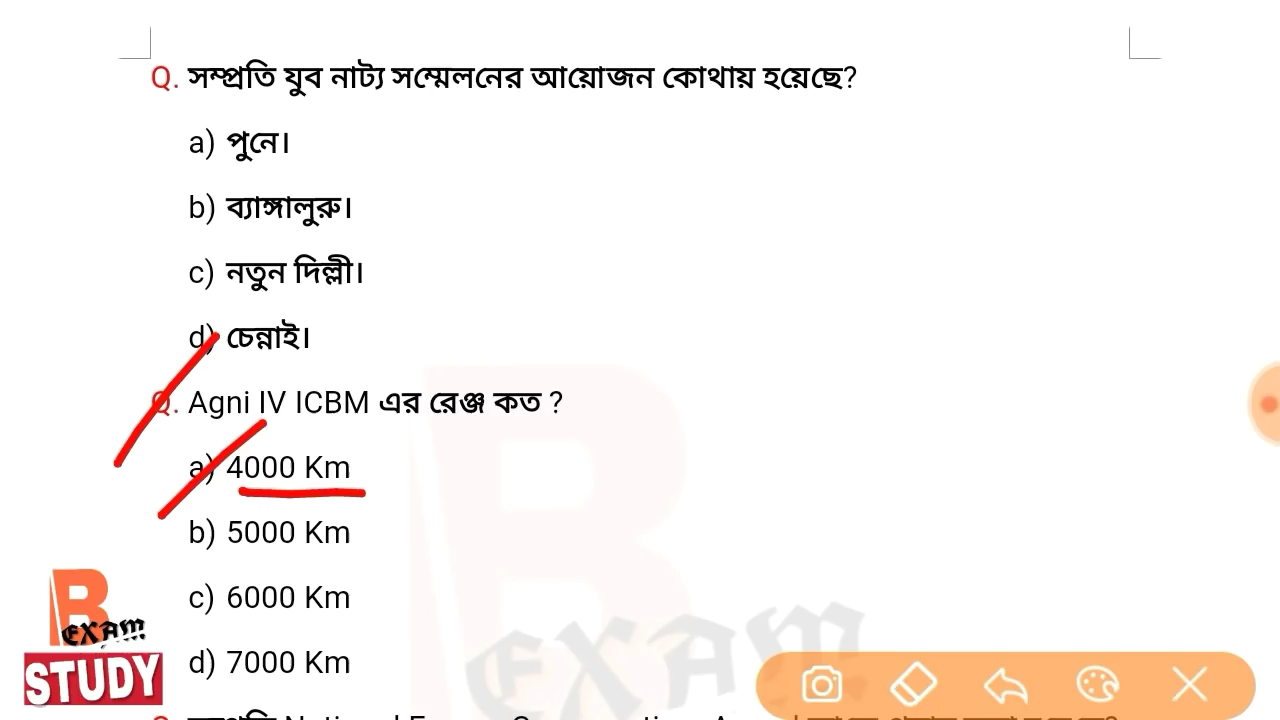 Q. সম্প্রতি যুব নাট্য সম্মেলনের আয়োজন কোথায় হয়েছে?
a) পুনে।
b) ব্যাঙ্গালুরু।
c) নতুন দিল্লী।
d) চেন্নাই।
Q. Agni IV ICBM এর রেঞ্জ কত ?
a) 4000 Km
b) 5000 Km
c) 6000 Km
d) 7000 Km
B
EXAM
STUDY
B
EXAM